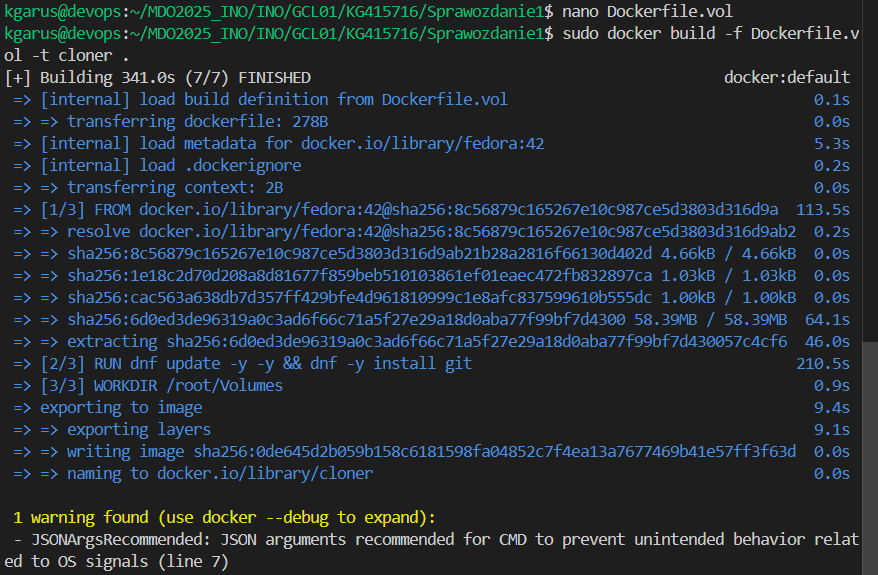 kgarus@devops:~/MDO2025_INO/INO/GCL01/KG415716/Sprawozdanie1$ nano Dockerfile.vol
kgarus@devops:~/MDO2025_INO/INO/GCL01/KG415716/Sprawozdanie1$ sudo docker build -f Dockerfile.v
ol -t cloner .
[+] Building 341.0s (7/7) FINISHED docker:default
=> [internal] load build definition from Dockerfile.vol 0.1s
=> => transferring dockerfile: 278B 0.0s
=> [internal] load metadata for docker.io/library/fedora:42 5.3s
=> [internal] load .dockerignore 0.2s
=> => transferring context: 2B 0.0s
=> [1/3] FROM docker.io/library/fedora:42@sha256:8c56879c165267e10c987ce5d3803d316d9a 113.5s
=> => resolve docker.io/library/fedora:42@sha256:8c56879c165267e10c987ce5d3803d316d9ab2 0.2s
=> => sha256:8c56879c165267e10c987ce5d3803d316d9ab21b28a2816f66130d402d 4.66kB / 4.66kB 0.0s
=> => sha256:1e18c2d70d208a8d81677f859beb510103861ef01eaec472fb832897ca 1.03kB / 1.03kB 0.0s
=> => sha256:cac563a638db7d357ff429bfe4d961810999c1e8afc837599610b555dc 1.00kB / 1.00kB 0.0s
=> => sha256:6d0ed3de96319a0c3ad6f66c71a5f27e29a18d0aba77f99bf7d4300 58.39MB / 58.39MB 64.1s
=> => extracting sha256:6d0ed3de96319a0c3ad6f66c71a5f27e29a18d0aba77f99bf7d430057c4cf6 46.0s
=> [2/3] RUN dnf update -y -y && dnf -y install git 210.5s
=> [3/3] WORKDIR /root/Volumes 0.9s
=> exporting to image 9.4s
=> => exporting layers 9.1s
=> => writing image sha256:0de645d2b059b158c6181598fa04852c7f4ea13a7677469b41e57ff3f63d 0.0s
=> => naming to docker.io/library/cloner 0.0s
1 warning found (use docker --debug to expand):
- JSONArgsRecommended: JSON arguments recommended for CMD to prevent unintended behavior relat
ed to OS signals (line 7)